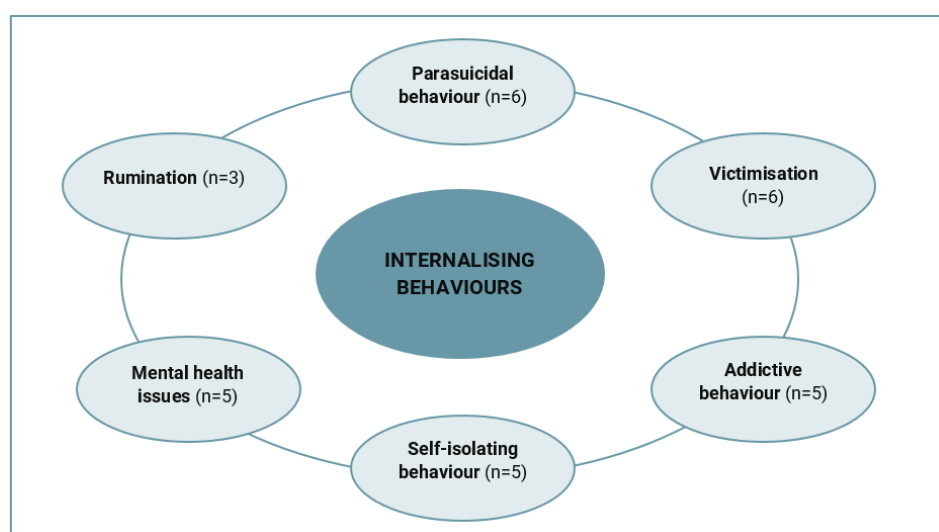 Parasuicidal
behaviour (n=6)
Rumination (n=3)
Victimisation
(n=6)
INTERNALISING
BEHAVIOURS
Mental health
issues (n=5)
Addictive
behaviour (n=5)
Self-isolating
behaviour (n=5)